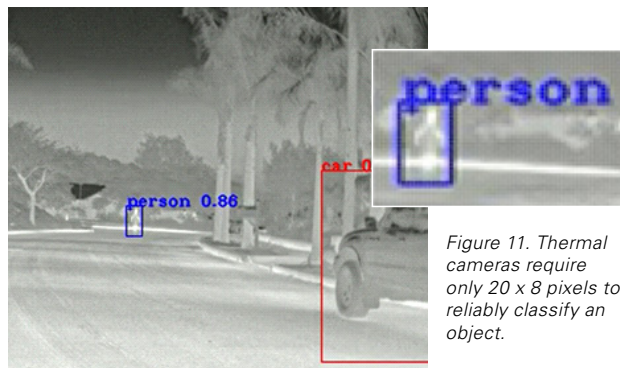 person 0.86
car 0
person
Figure 11. Thermal
cameras require
only 20 x 8 pixels to
reliably classify an
object.